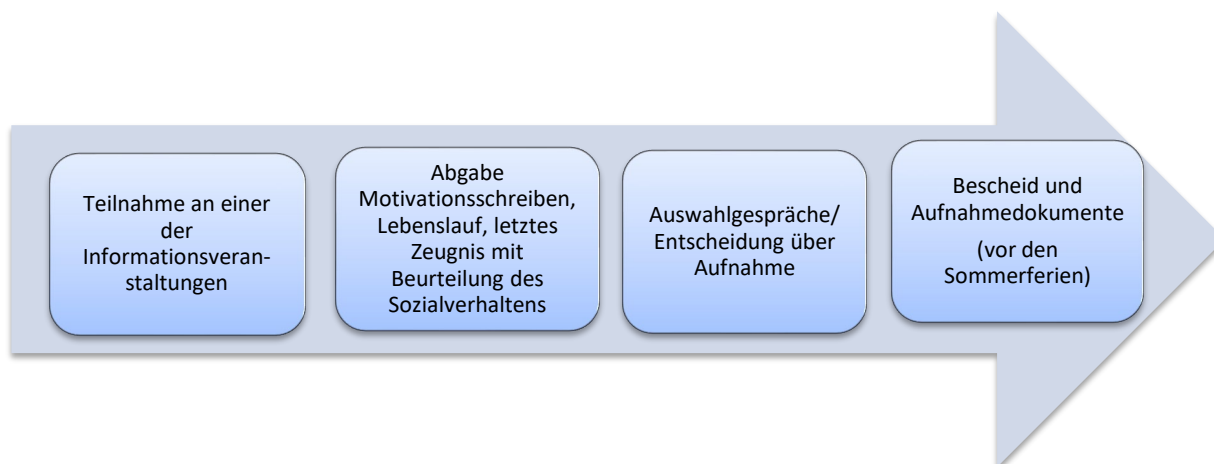 Teilnahme an einer
der
Informationsveran-
staltungen
Abgabe
Motivationsschreiben,
Lebenslauf, letztes
Zeugnis mit
Beurteilung des
Sozialverhaltens
Auswahlgespräche/
Entscheidung über
Aufnahme
Bescheid und
Aufnahmedokumente
(vor den
Sommerferien)